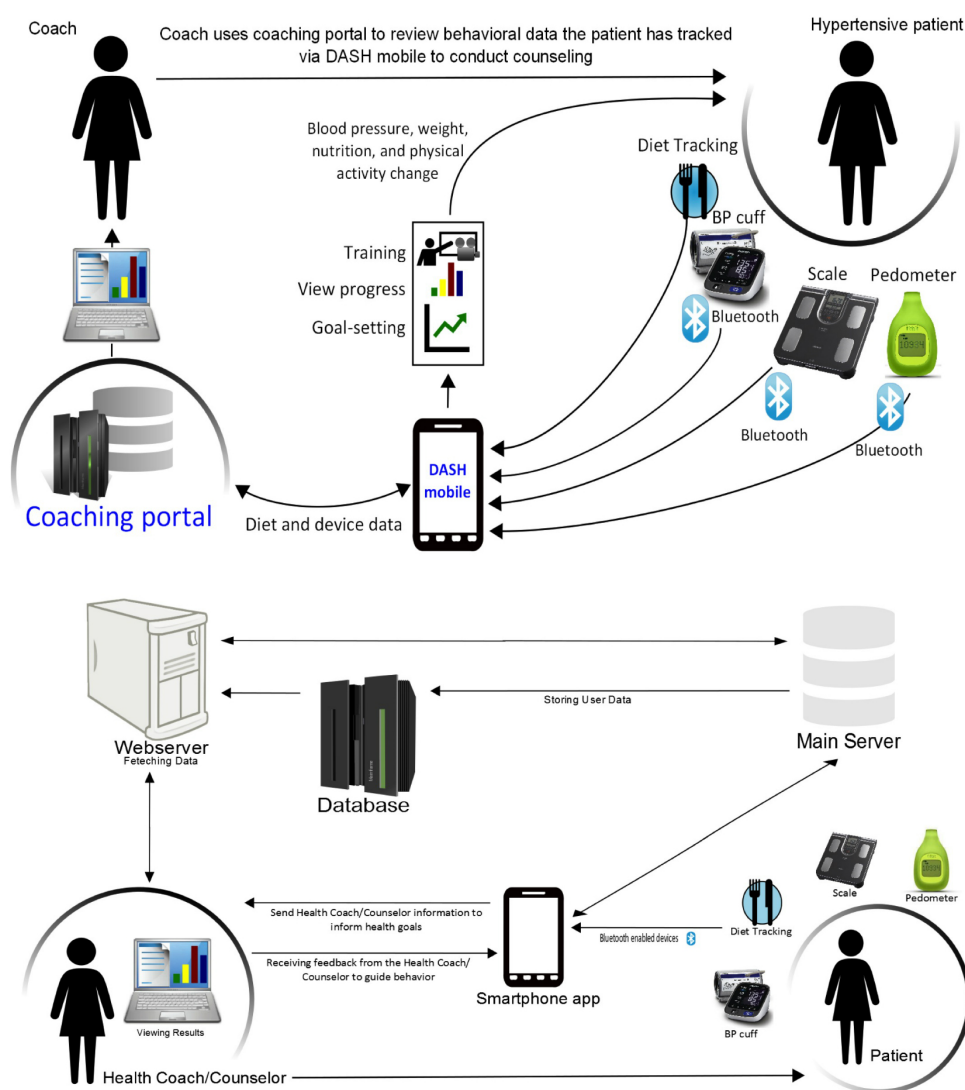 Coach
Coach uses coaching portal to review behavioral data the patient has tracked
via DASH mobile to conduct counseling
Hypertensive patient
Blood pressure, weight,
nutrition, and physical
activity change
Diet Tracking
BP cuff
Training
View progress
Goal-setting
Bluetooth
Scale
Pedometer
Bluetooth
Bluetooth
DASH
mobile
Coaching portal
Diet and device data
Webserver
Feteching Data
Storing User Data
Main Server
Database
Scale
Pedometer
Send Health Coach/Counselor information to
inform health goals
Bluetooth enabled devices
Diet Tracking
Receiving feedback from the Health Coach/
Counselor to guide behavior
Smartphone app
BP cuff
Viewing Results
Patient
Health Coach/Counselor